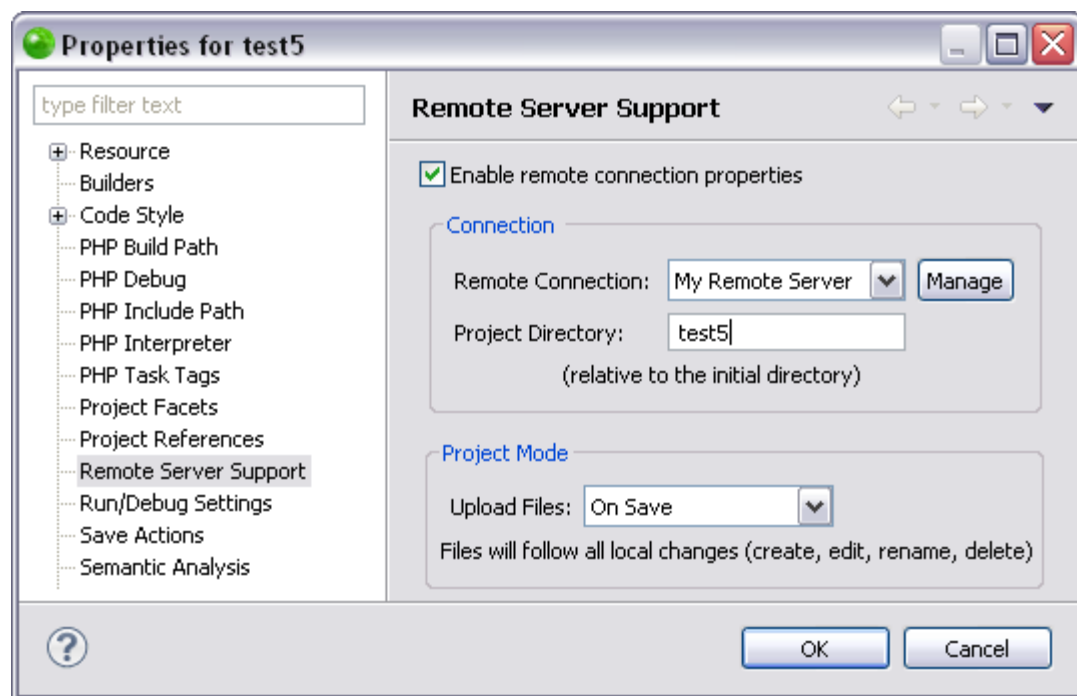 Properties for test5
type filter text
Resource
Builders
Code Style
PHP Build Path
PHP Debug
PHP Include Path
PHP Interpreter
PHP Task Tags
Project Facets
Project References
Remote Server Support
Run/Debug Settings
Save Actions
Semantic Analysis
Remote Server Support
Enable remote connection properties
Connection
Remote Connection: My Remote Server Manage
Project Directory: test5
(relative to the initial directory)
Project Mode
Upload Files: On Save
Files will follow all local changes (create, edit, rename, delete)
? OK Cancel